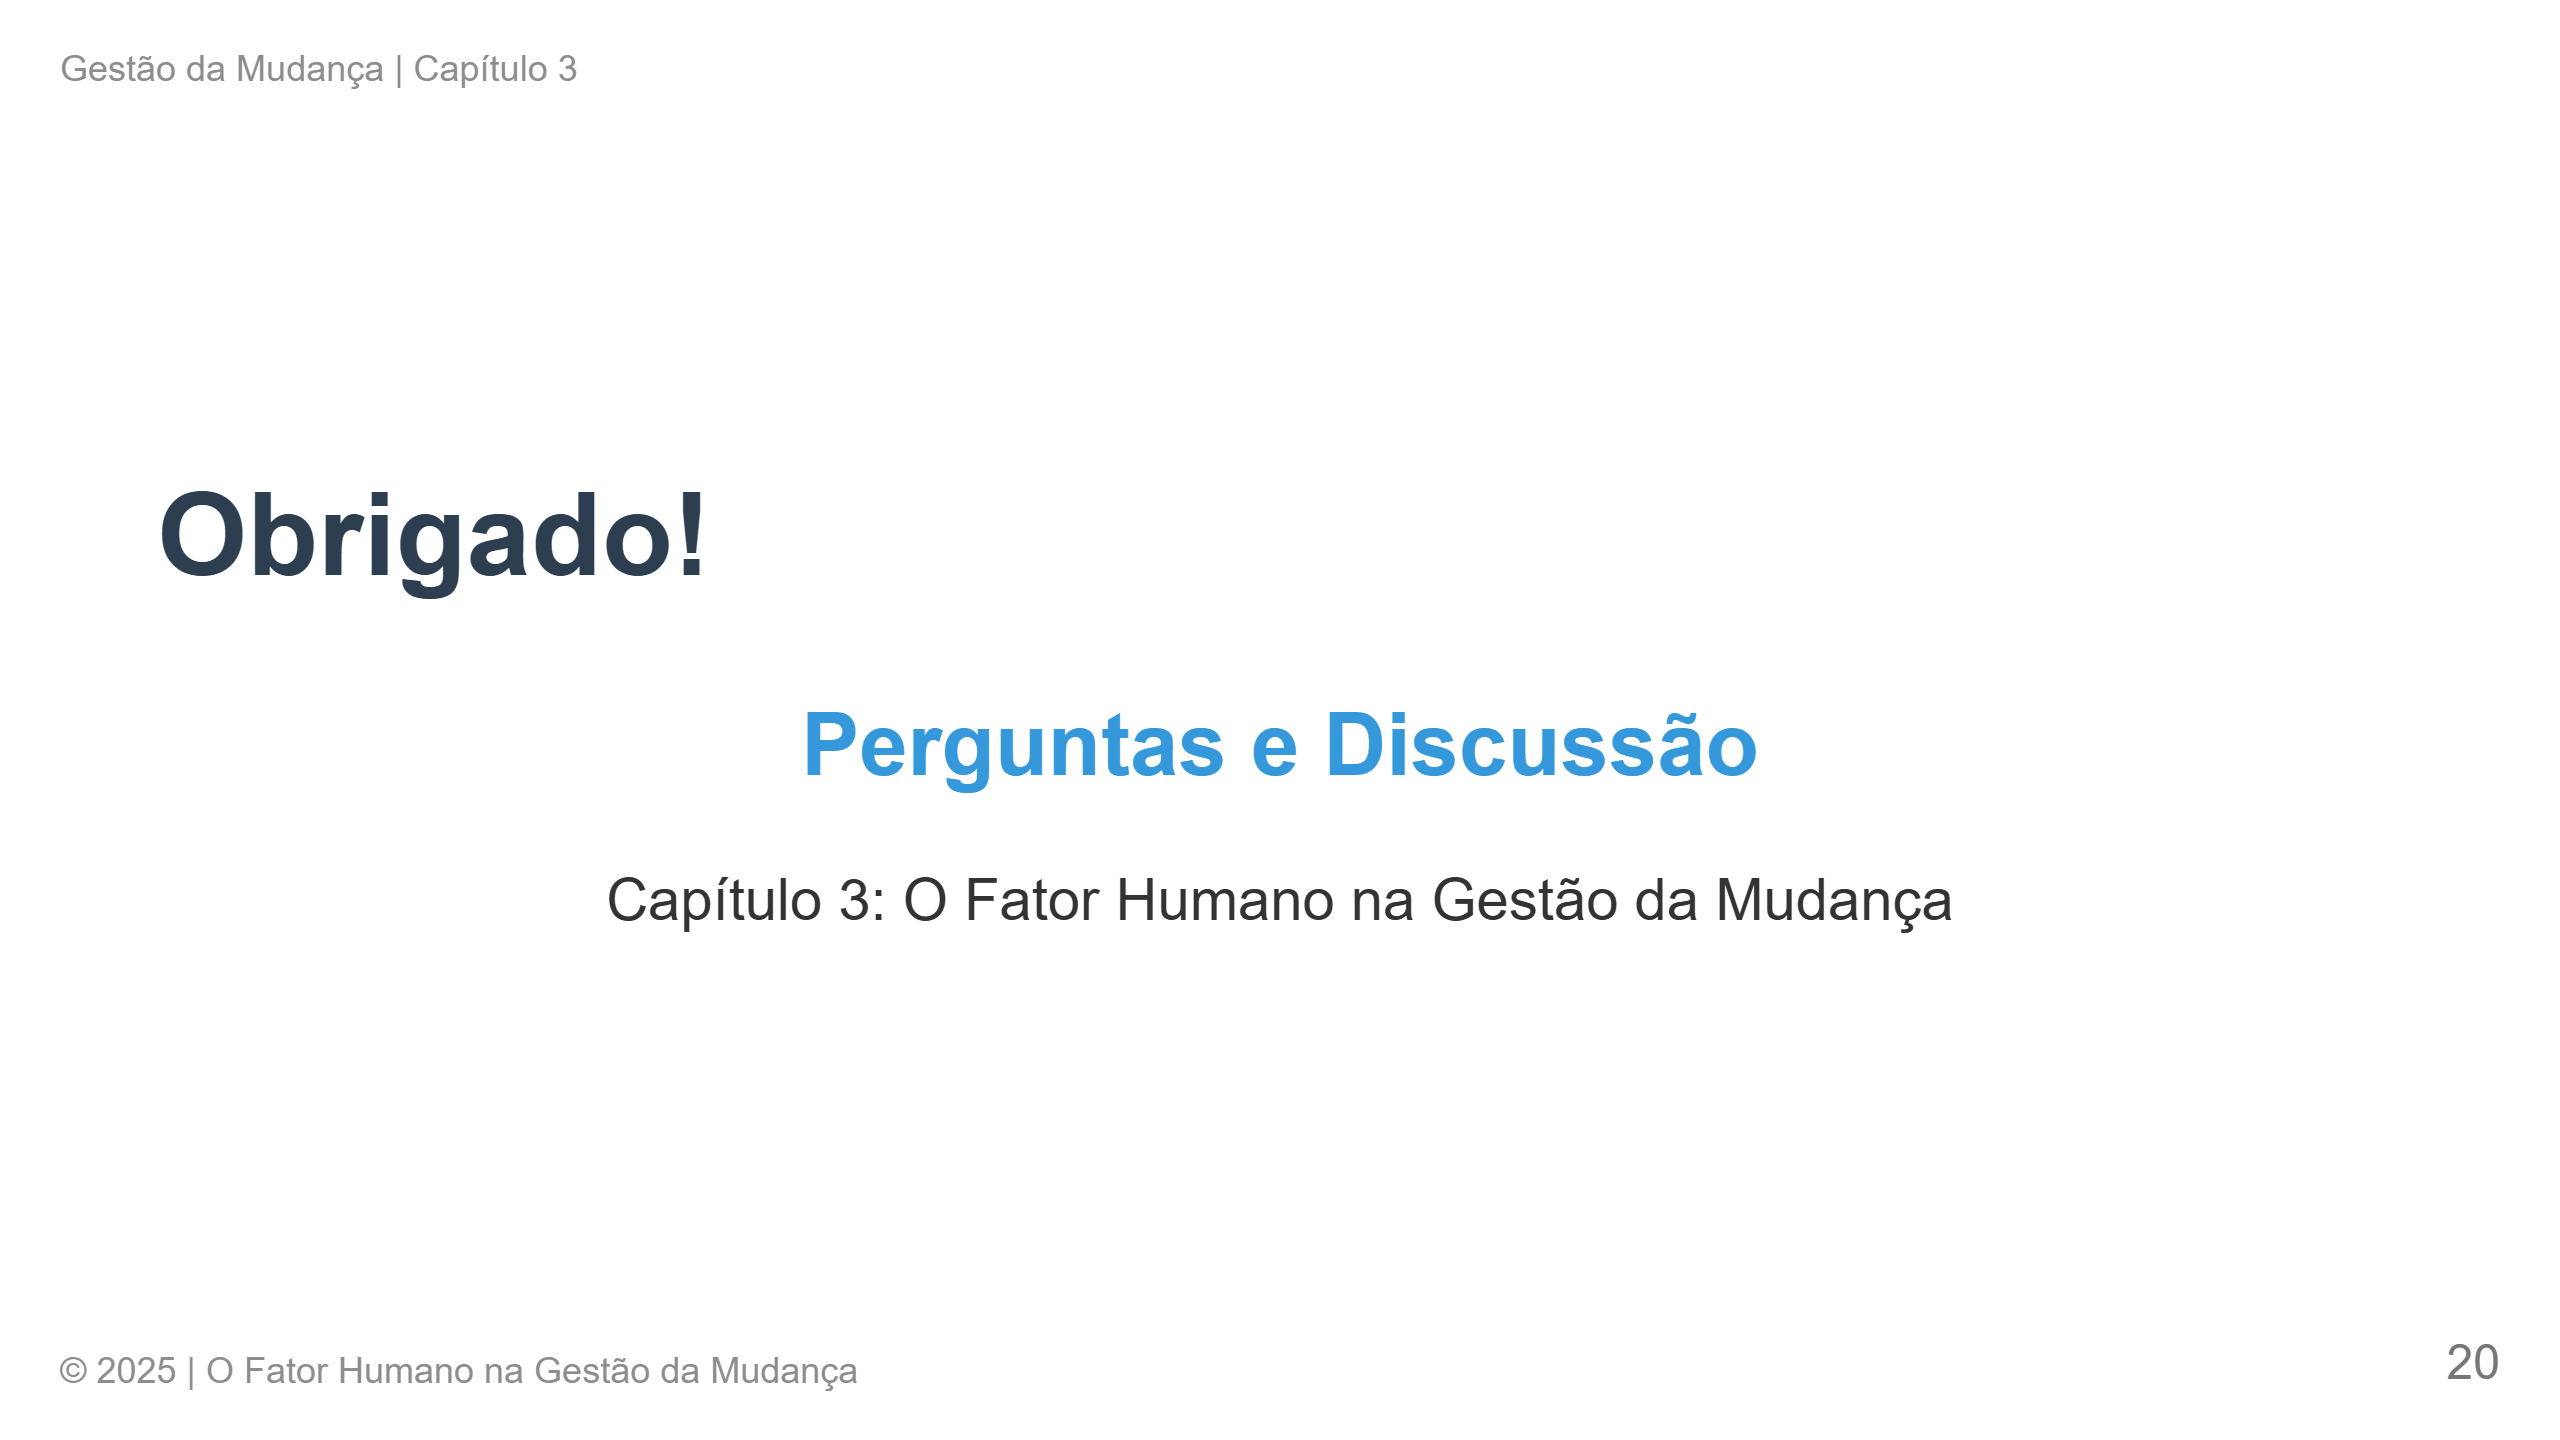 Gestão da Mudança | Capítulo 3
Obrigado!
Perguntas e Discussão
Capítulo 3: O Fator Humano na Gestão da Mudança
© 2025 | O Fator Humano na Gestão da Mudança
20